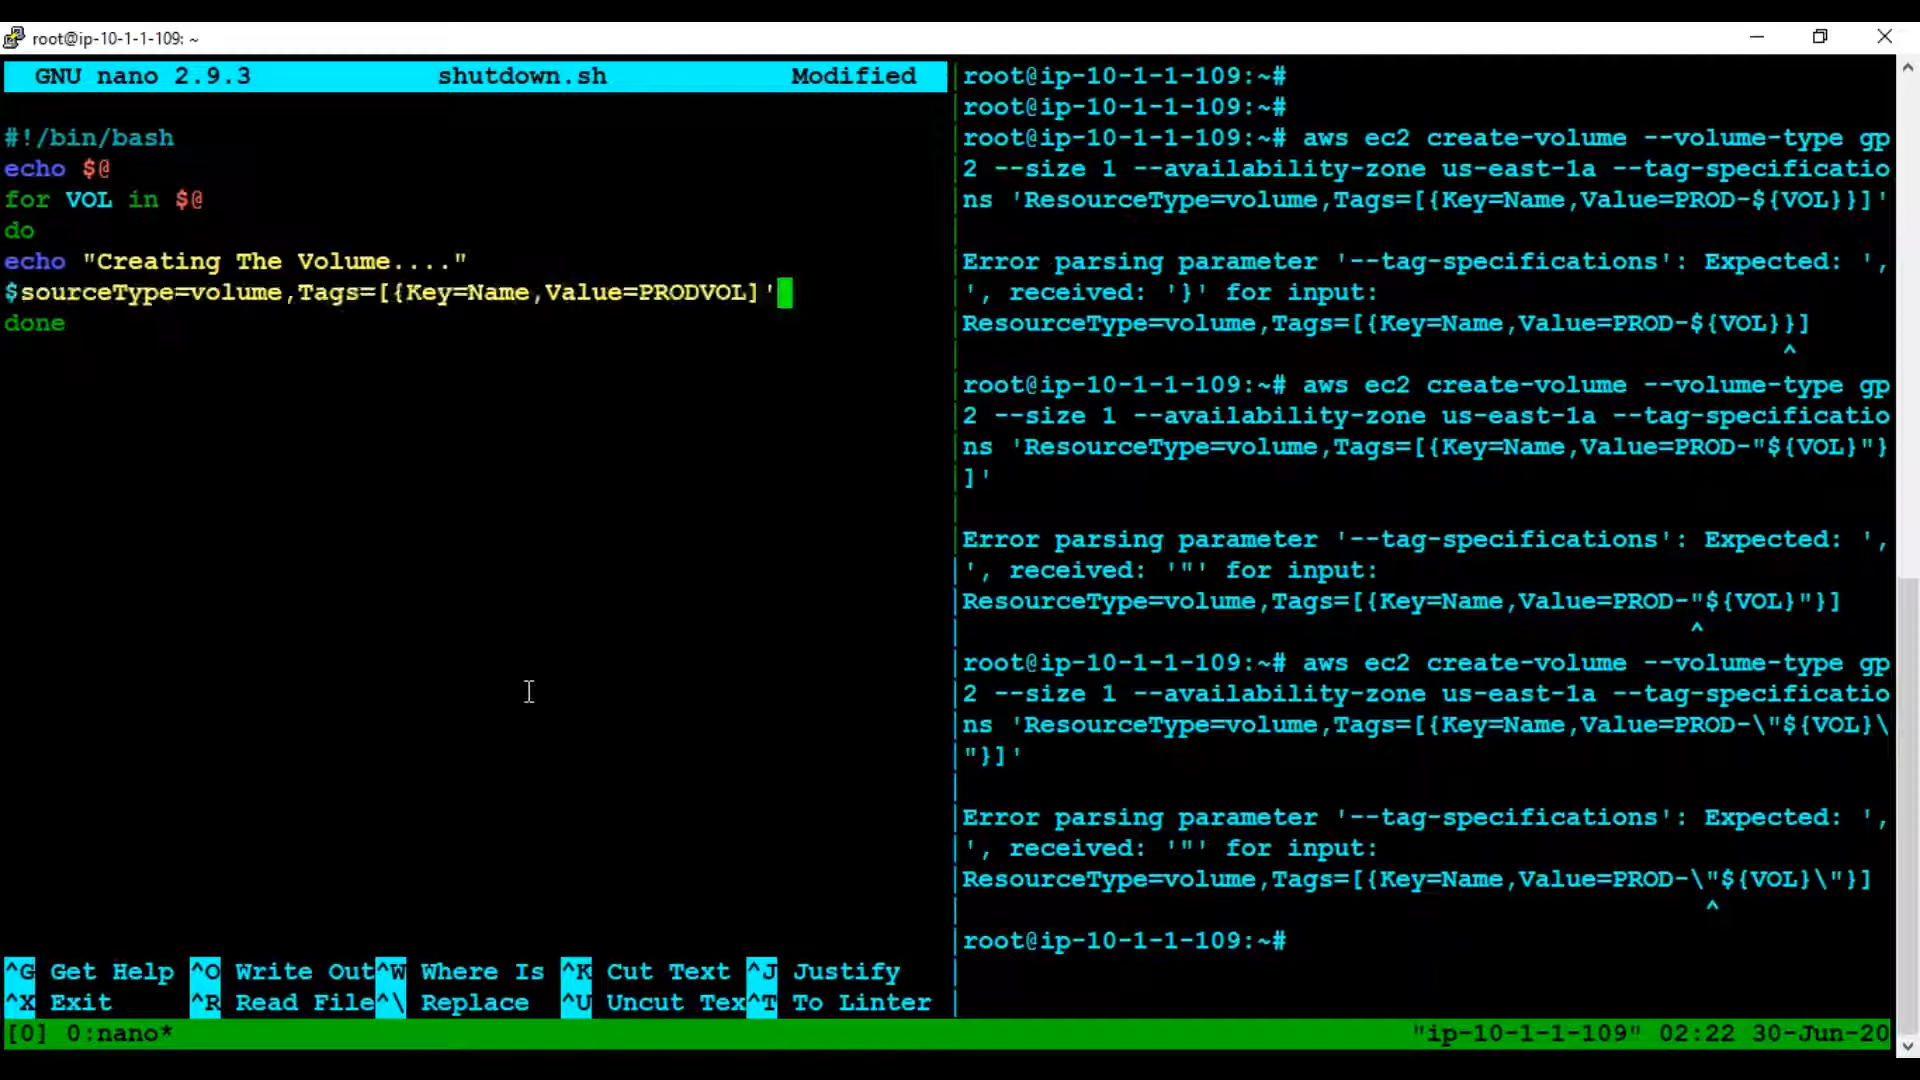 root@ip-10-1-1-109: ~
GNU nano 2.9.3 shutdown.sh Modified
#!/bin/bash
echo $@
for VOL in $@
do
echo "Creating The Volume...."
$sourceType=volume,Tags=[{Key=Name,Value=PRODVOL]'
done
^G Get Help ^O Write Out^W Where Is ^K Cut Text ^J Justify
^X Exit ^R Read File^\ Replace ^U Uncut Tex^T To Linter
root@ip-10-1-1-109:~#
root@ip-10-1-1-109:~#
root@ip-10-1-1-109:~# aws ec2 create-volume --volume-type gp
2 --size 1 --availability-zone us-east-1a --tag-specificatio
ns 'ResourceType=volume,Tags=[{Key=Name,Value=PROD-${VOL}}]'
Error parsing parameter '--tag-specifications': Expected: ',
', received: '}' for input:
ResourceType=volume,Tags=[{Key=Name,Value=PROD-${VOL}}]
^
root@ip-10-1-1-109:~# aws ec2 create-volume --volume-type gp
2 --size 1 --availability-zone us-east-1a --tag-specificatio
ns 'ResourceType=volume,Tags=[{Key=Name,Value=PROD-"${VOL}"}
]'
Error parsing parameter '--tag-specifications': Expected: ',
', received: '"' for input:
ResourceType=volume,Tags=[{Key=Name,Value=PROD-"${VOL}"}]
^
root@ip-10-1-1-109:~# aws ec2 create-volume --volume-type gp
2 --size 1 --availability-zone us-east-1a --tag-specificatio
ns 'ResourceType=volume,Tags=[{Key=Name,Value=PROD-\"${VOL}\
"}]'
Error parsing parameter '--tag-specifications': Expected: ',
', received: '"' for input:
ResourceType=volume,Tags=[{Key=Name,Value=PROD-\"${VOL}\"}]
^
root@ip-10-1-1-109:~#
[0] 0:nano* "ip-10-1-1-109" 02:22 30-Jun-20